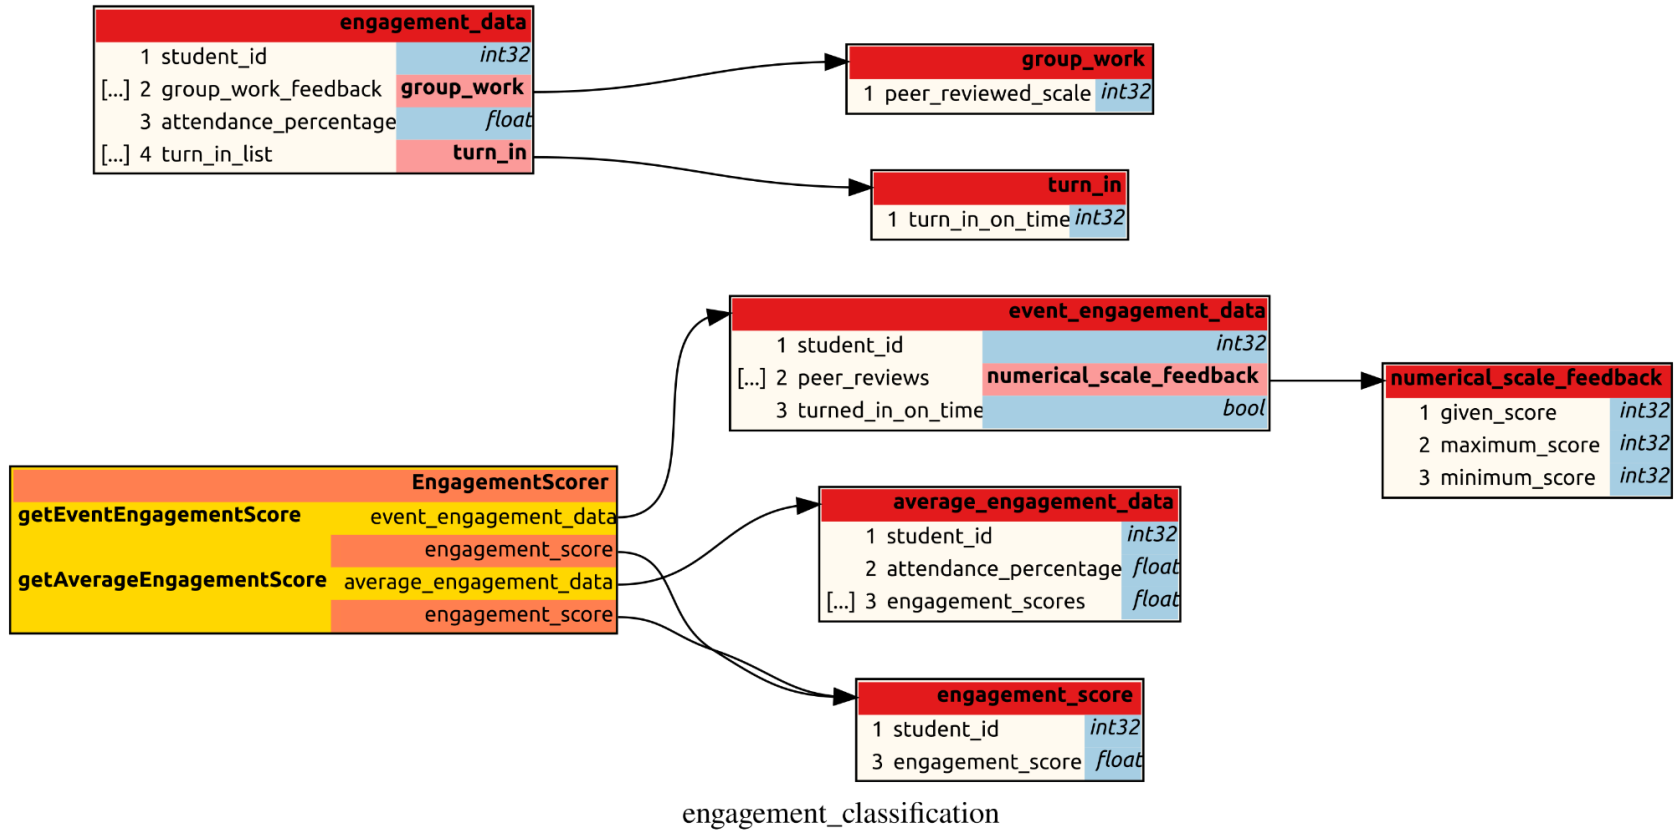 engagement_data
1 student_id int32
[...] 2 group_work_feedback group_work
3 attendance_percentage float
[...] 4 turn_in_list turn_in
group_work
1 peer_reviewed_scale int32
turn_in
1 turn_in_on_time int32
event_engagement_data
1 student_id int32
[...] 2 peer_reviews numerical_scale_feedback
3 turned_in_on_time bool
numerical_scale_feedback
1 given_score int32
2 maximum_score int32
3 minimum_score int32
EngagementScorer
getEventEngagementScore event_engagement_data
engagement_score
getAverageEngagementScore average_engagement_data
engagement_score
average_engagement_data
1 student_id int32
2 attendance_percentage float
[...] 3 engagement_scores float
engagement_score
1 student_id int32
3 engagement_score float
engagement_classification